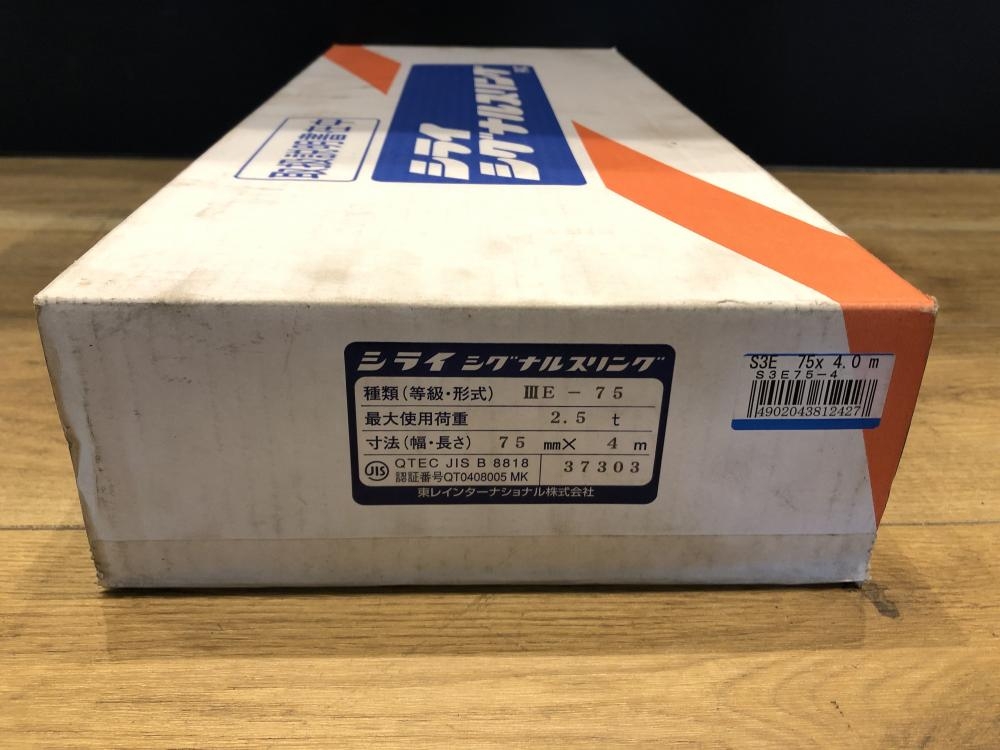 シライ
シグナルスリング
シライ シグナルスリング
種類(等級・形式) ⅢE-75
最大使用荷重 2.5 t
寸法(幅・長さ) 75 mm× 4 m
JIS QTEC JIS B 8818
認証番号QT0408005 MK
37303
東レインターナショナル株式会社
S3E 75x 4.0 m
S3E75-4
4902043812427